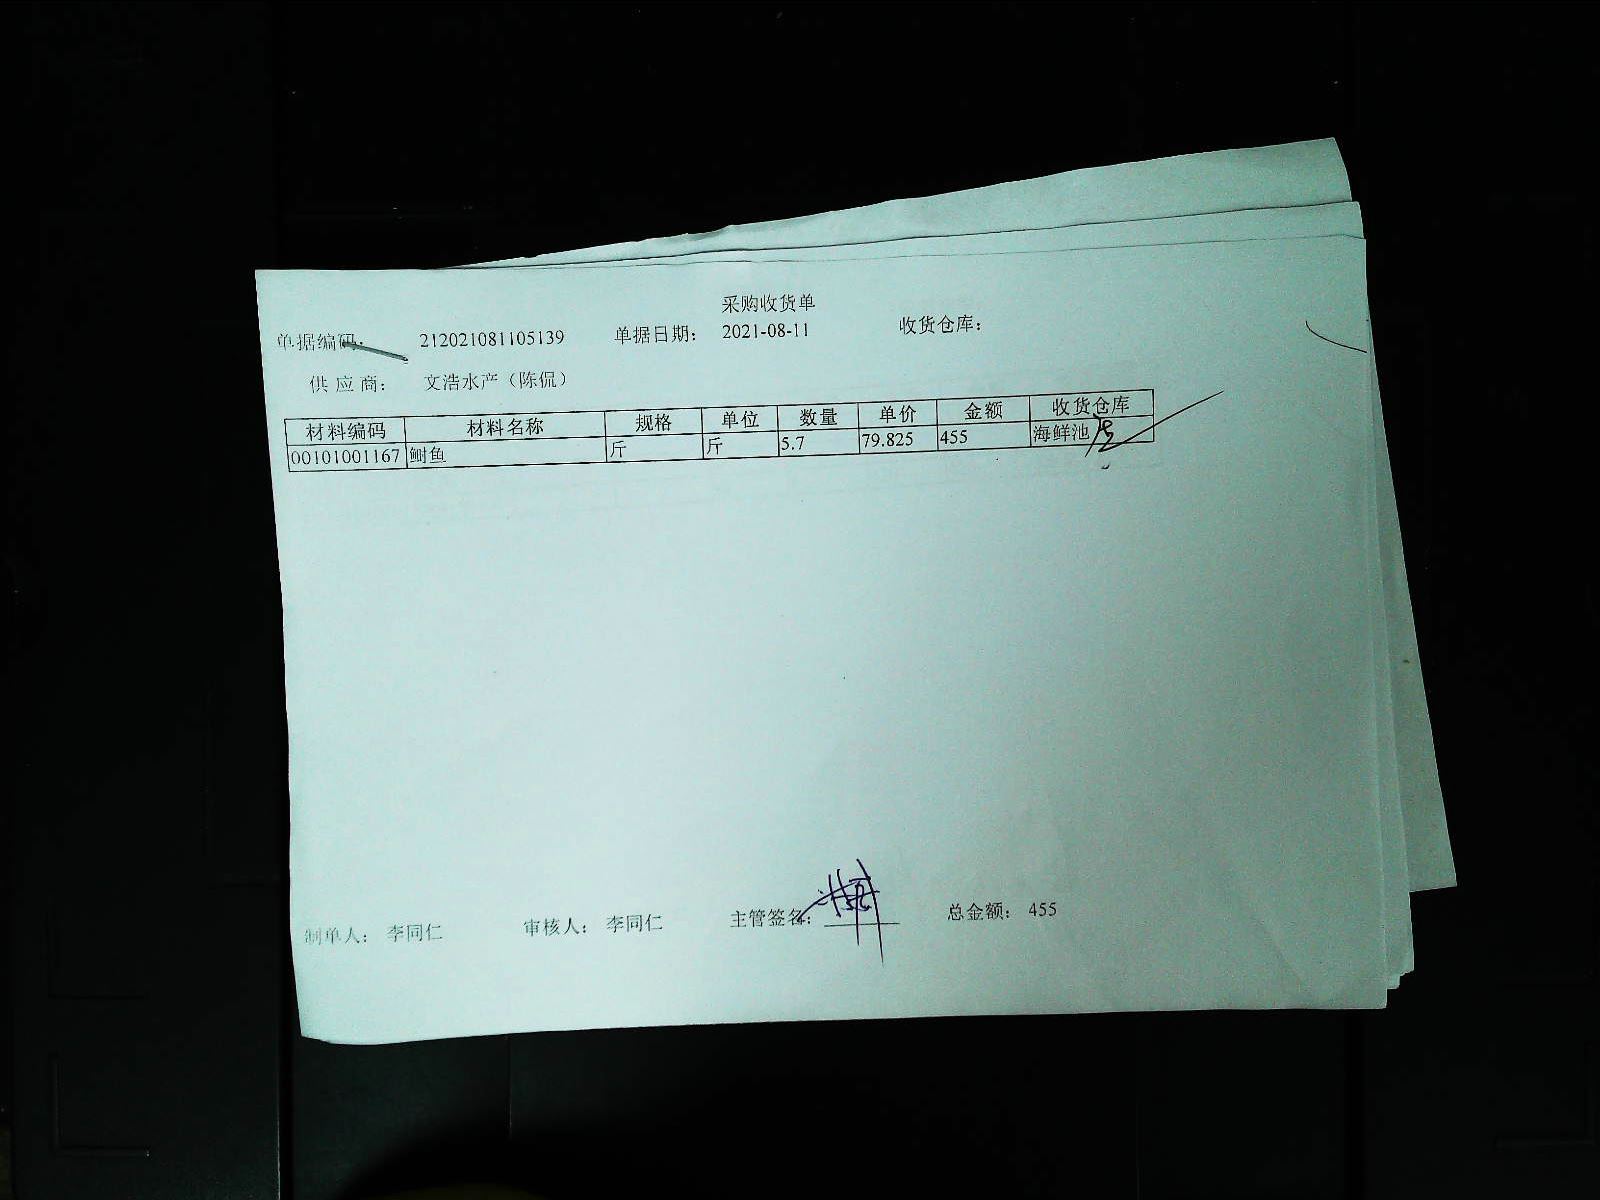 采购收货单
单据编码: 212021081105139 单据日期: 2021-08-11 收货仓库:
供应商: 文浩水产（陈侃）
材料编码 材料名称 规格 单位 数量 单价 金额 收货仓库
00101001167 鲥鱼 斤 斤 5.7 79.825 455 海鲜池
制单人: 李同仁 审核人: 李同仁 主管签名: 总金额: 455